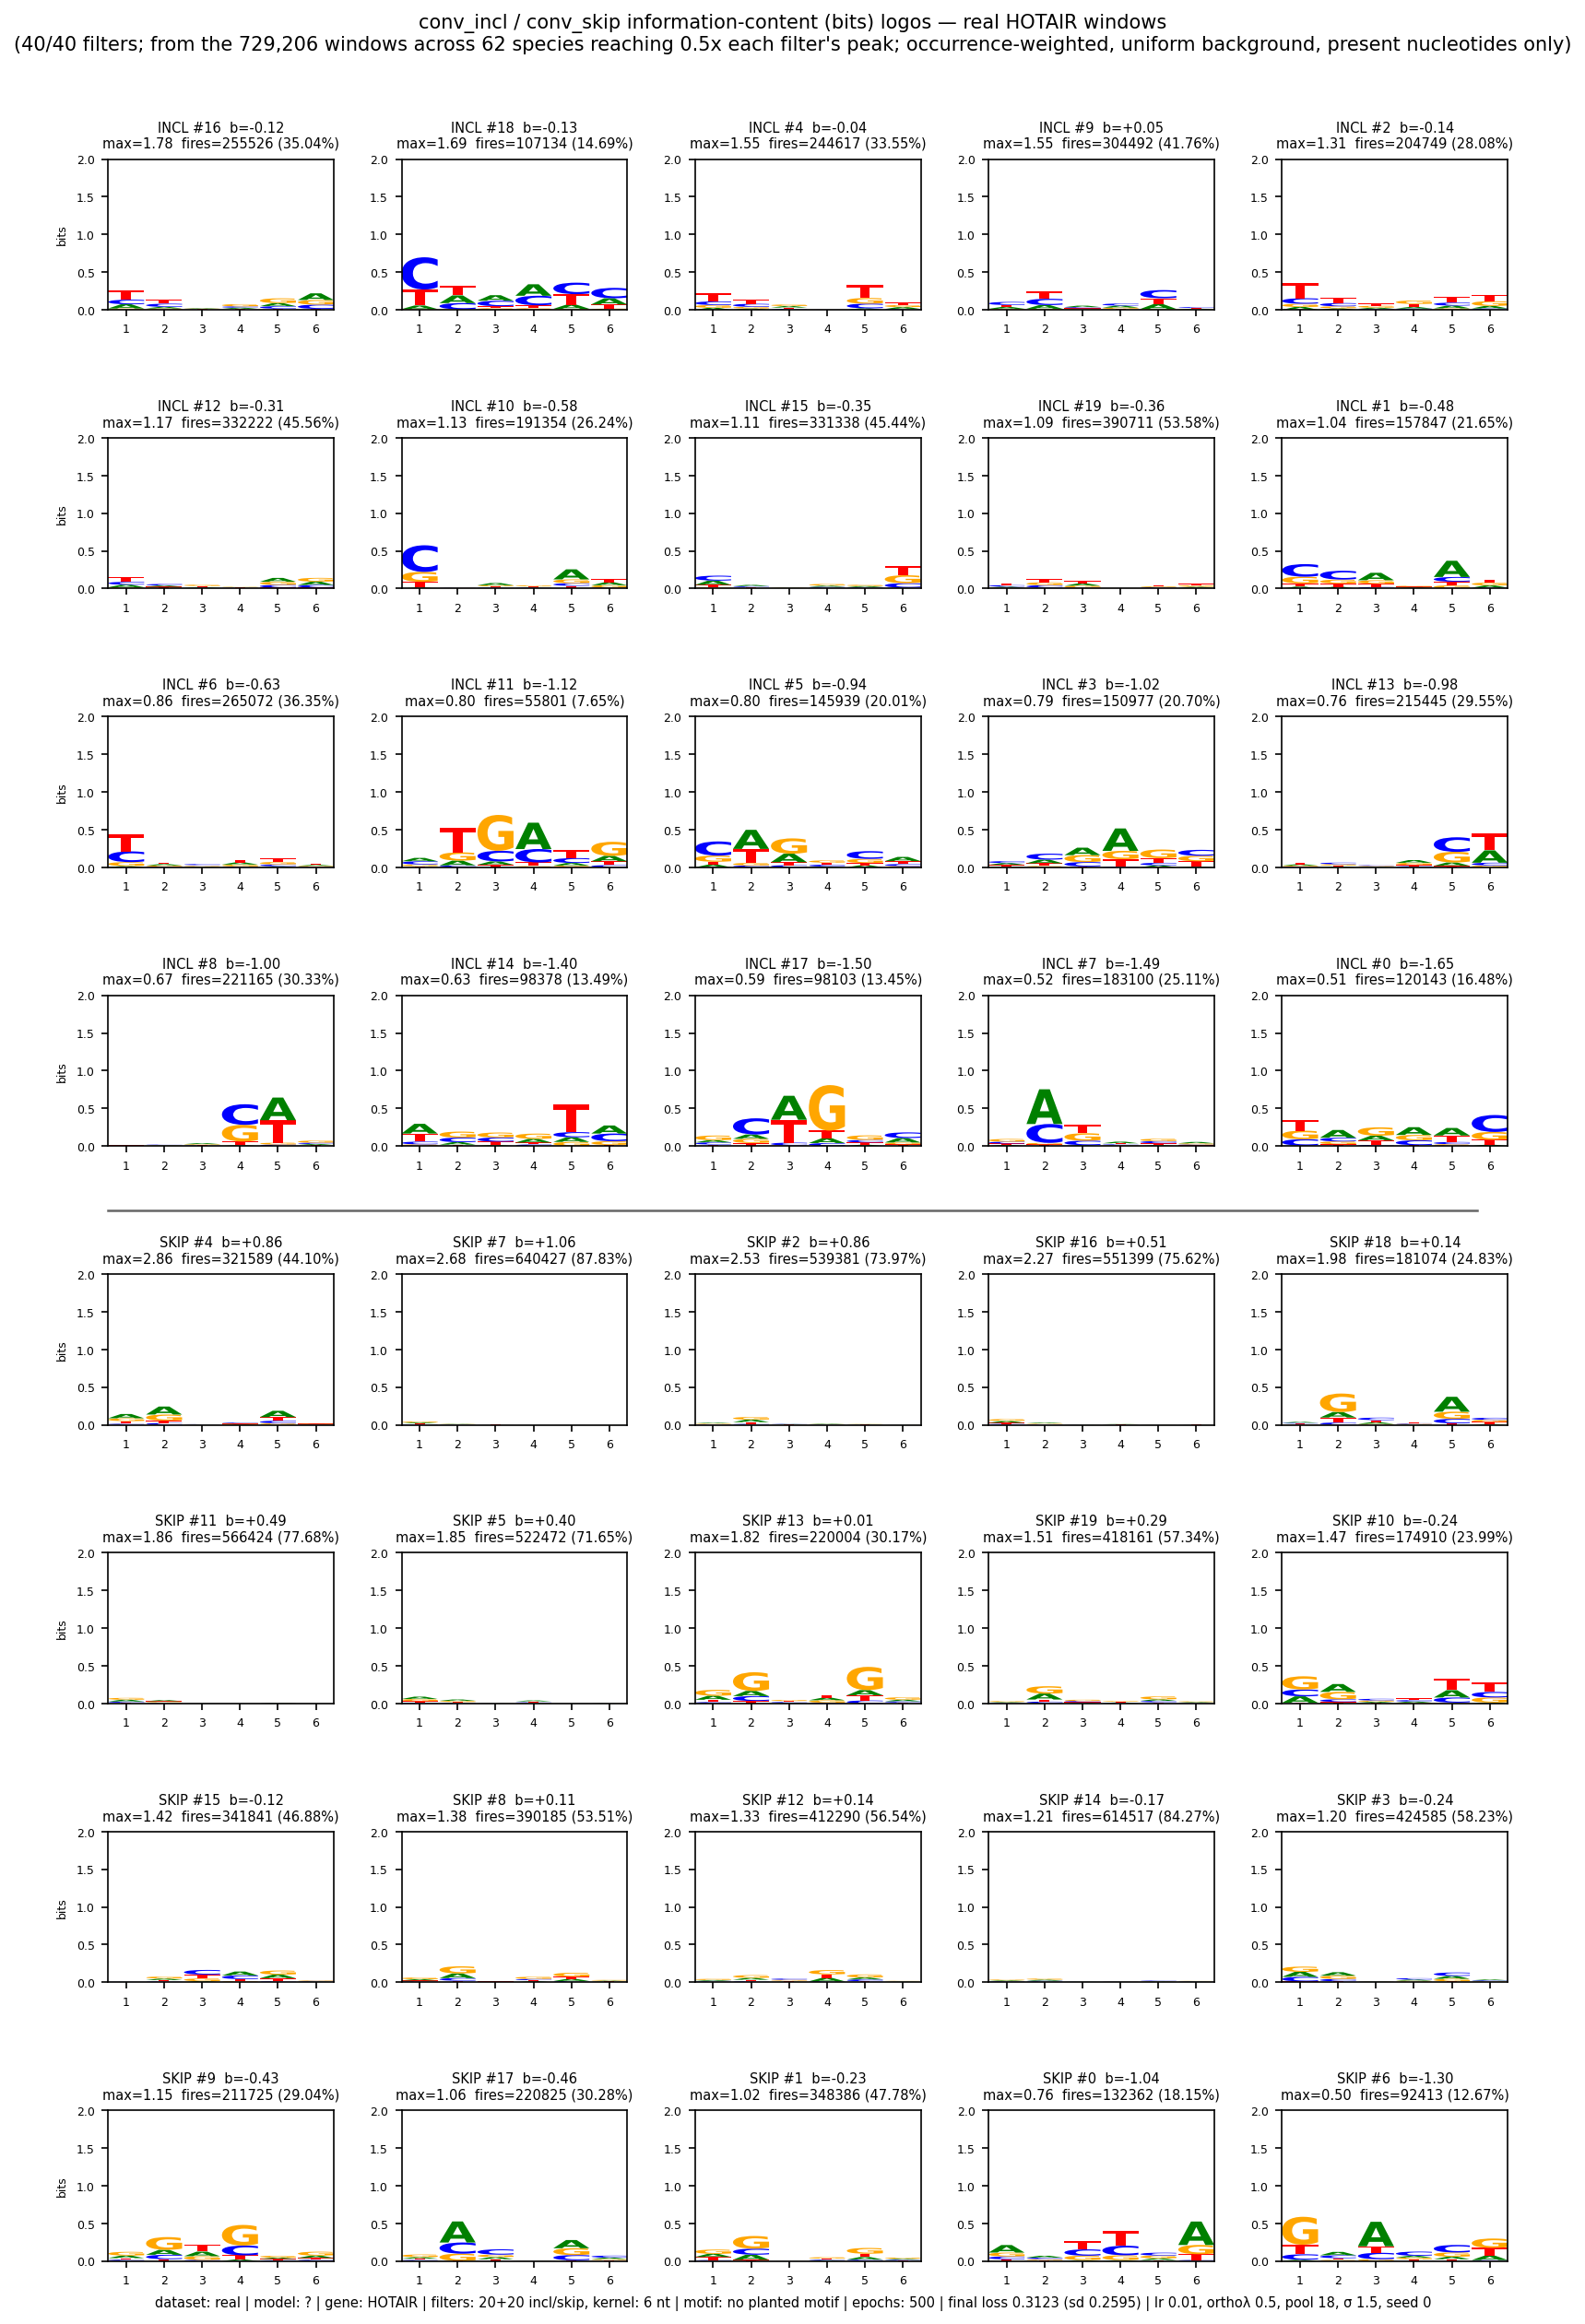 conv_incl / conv_skip information-content (bits) logos — real HOTAIR windows
(40/40 filters; from the 729,206 windows across 62 species reaching 0.5x each filter's peak; occurrence-weighted, uniform background, present nucleotides only)
INCL #16 b=-0.12
max=1.78 fires=255526 (35.04%)
INCL #18 b=-0.13
max=1.69 fires=107134 (14.69%)
INCL #4 b=-0.04
max=1.55 fires=244617 (33.55%)
INCL #9 b=+0.05
max=1.55 fires=304492 (41.76%)
INCL #2 b=-0.14
max=1.31 fires=204749 (28.08%)
INCL #12 b=-0.31
max=1.17 fires=332222 (45.56%)
INCL #10 b=-0.58
max=1.13 fires=191354 (26.24%)
INCL #15 b=-0.35
max=1.11 fires=331338 (45.44%)
INCL #19 b=-0.36
max=1.09 fires=390711 (53.58%)
INCL #1 b=-0.48
max=1.04 fires=157847 (21.65%)
INCL #6 b=-0.63
max=0.86 fires=265072 (36.35%)
INCL #11 b=-1.12
max=0.80 fires=55801 (7.65%)
INCL #5 b=-0.94
max=0.80 fires=145939 (20.01%)
INCL #3 b=-1.02
max=0.79 fires=150977 (20.70%)
INCL #13 b=-0.98
max=0.76 fires=215445 (29.55%)
INCL #8 b=-1.00
max=0.67 fires=221165 (30.33%)
INCL #14 b=-1.40
max=0.63 fires=98378 (13.49%)
INCL #17 b=-1.50
max=0.59 fires=98103 (13.45%)
INCL #7 b=-1.49
max=0.52 fires=183100 (25.11%)
INCL #0 b=-1.65
max=0.51 fires=120143 (16.48%)
SKIP #4 b=+0.86
max=2.86 fires=321589 (44.10%)
SKIP #7 b=+1.06
max=2.68 fires=640427 (87.83%)
SKIP #2 b=+0.86
max=2.53 fires=539381 (73.97%)
SKIP #16 b=+0.51
max=2.27 fires=551399 (75.62%)
SKIP #18 b=+0.14
max=1.98 fires=181074 (24.83%)
SKIP #11 b=+0.49
max=1.86 fires=566424 (77.68%)
SKIP #5 b=+0.40
max=1.85 fires=522472 (71.65%)
SKIP #13 b=+0.01
max=1.82 fires=220004 (30.17%)
SKIP #19 b=+0.29
max=1.51 fires=418161 (57.34%)
SKIP #10 b=-0.24
max=1.47 fires=174910 (23.99%)
SKIP #15 b=-0.12
max=1.42 fires=341841 (46.88%)
SKIP #8 b=+0.11
max=1.38 fires=390185 (53.51%)
SKIP #12 b=+0.14
max=1.33 fires=412290 (56.54%)
SKIP #14 b=-0.17
max=1.21 fires=614517 (84.27%)
SKIP #3 b=-0.24
max=1.20 fires=424585 (58.23%)
SKIP #9 b=-0.43
max=1.15 fires=211725 (29.04%)
SKIP #17 b=-0.46
max=1.06 fires=220825 (30.28%)
SKIP #1 b=-0.23
max=1.02 fires=348386 (47.78%)
SKIP #0 b=-1.04
max=0.76 fires=132362 (18.15%)
SKIP #6 b=-1.30
max=0.50 fires=92413 (12.67%)
dataset: real | model: ? | gene: HOTAIR | filters: 20+20 incl/skip, kernel: 6 nt | motif: no planted motif | epochs: 500 | final loss 0.3123 (sd 0.2595) | lr 0.01, orthoλ 0.5, pool 18, σ 1.5, seed 0